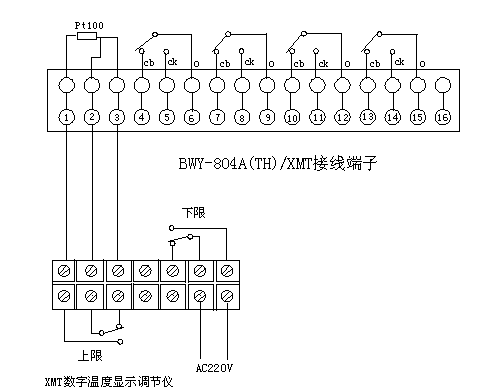 Pt100
cb ck o cb ck o cb ck o cb ck o
1 2 3 4 5 6 7 8 9 10 11 12 13 14 15 16
BWY-804A(TH)/XMT接线端子
下限
上限
AC220V
XMT数字温度显示调节仪